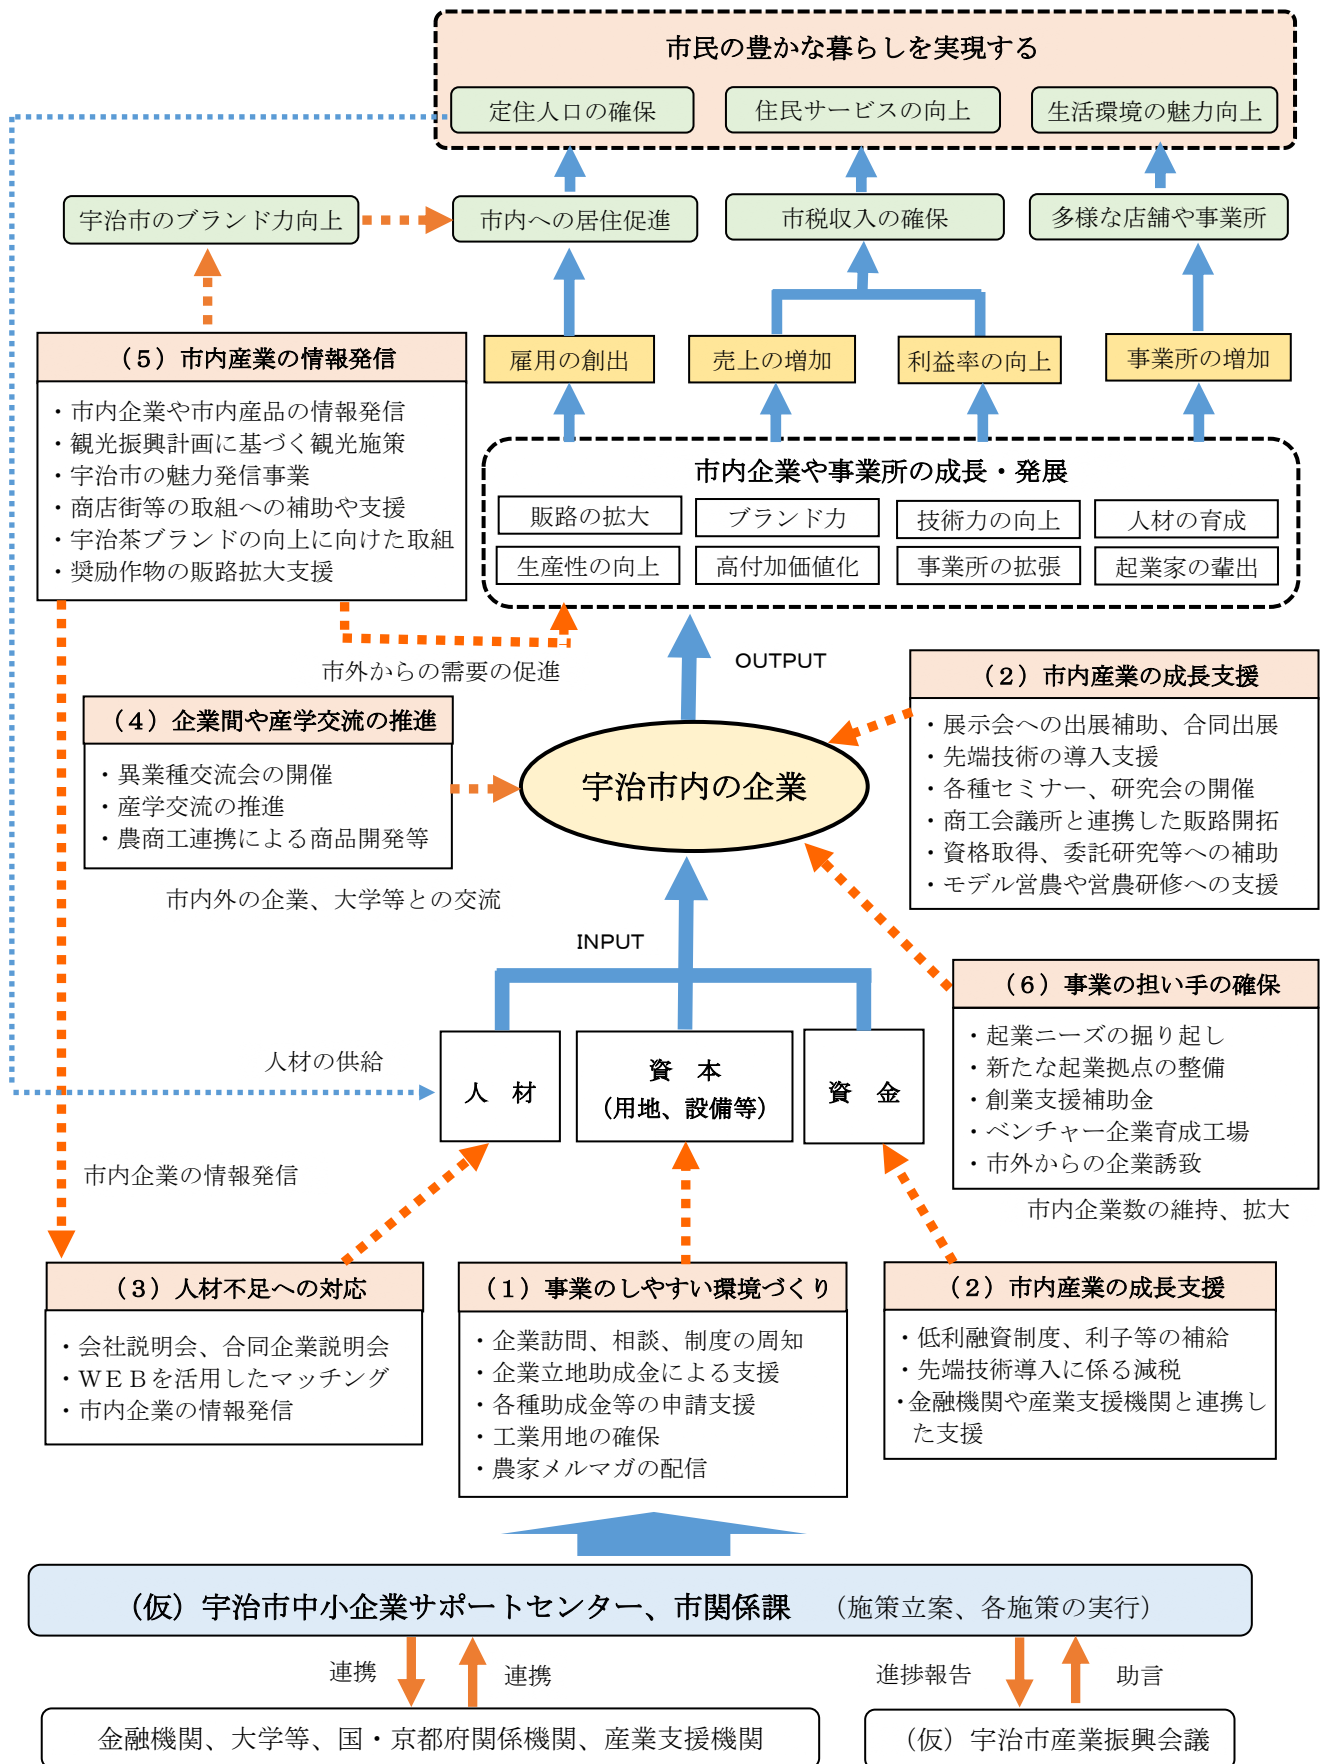 市民の豊かな暮らしを実現する
定住人口の確保
住民サービスの向上
生活環境の魅力向上
宇治市のブランド力向上
市内への居住促進
市税収入の確保
多様な店舗や事業所
(５)市内産業の情報発信
・市内企業や市内産品の情報発信
・観光振興計画に基づく観光施策
・宇治市の魅力発信事業
・商店街等の取組への補助や支援
・宇治茶ブランドの向上に向けた取組
・奨励作物の販路拡大支援
雇用の創出
売上の増加
利益率の向上
事業所の増加
市内企業や事業所の成長・発展
販路の拡大
ブランド力
技術力の向上
人材の育成
生産性の向上
高付加価値化
事業所の拡張
起業家の輩出
市外からの需要の促進
OUTPUT
(４)企業間や産学交流の推進
・異業種交流会の開催
・産学交流の推進
・農商工連携による商品開発等
市内外の企業、大学等との交流
宇治市内の企業
(２)市内産業の成長支援
・展示会への出展補助、合同出展
・先端技術の導入支援
・各種セミナー、研究会の開催
・商工会議所と連携した販路開拓
・資格取得、委託研究等への補助
・モデル営農や営農研修への支援
INPUT
(６)事業の担い手の確保
・起業ニーズの掘り起し
・新たな起業拠点の整備
・創業支援補助金
・ベンチャー企業育成工場
・市外からの企業誘致
市内企業数の維持、拡大
人材の供給
人　材
資　本
(用地、設備等)
資　金
市内企業の情報発信
(３)人材不足への対応
・会社説明会、合同企業説明会
・ＷＥＢを活用したマッチング
・市内企業の情報発信
(１)事業のしやすい環境づくり
・企業訪問、相談、制度の周知
・企業立地助成金による支援
・各種助成金等の申請支援
・工業用地の確保
・農家メルマガの配信
(２)市内産業の成長支援
・低利融資制度、利子等の補給
・先端技術導入に係る減税
・金融機関や産業支援機関と連携し
た支援
(仮)宇治市中小企業サポートセンター、市関係課　(施策立案、各施策の実行)
連携
連携
進捗報告
助言
金融機関、大学等、国・京都府関係機関、産業支援機関
(仮)宇治市産業振興会議